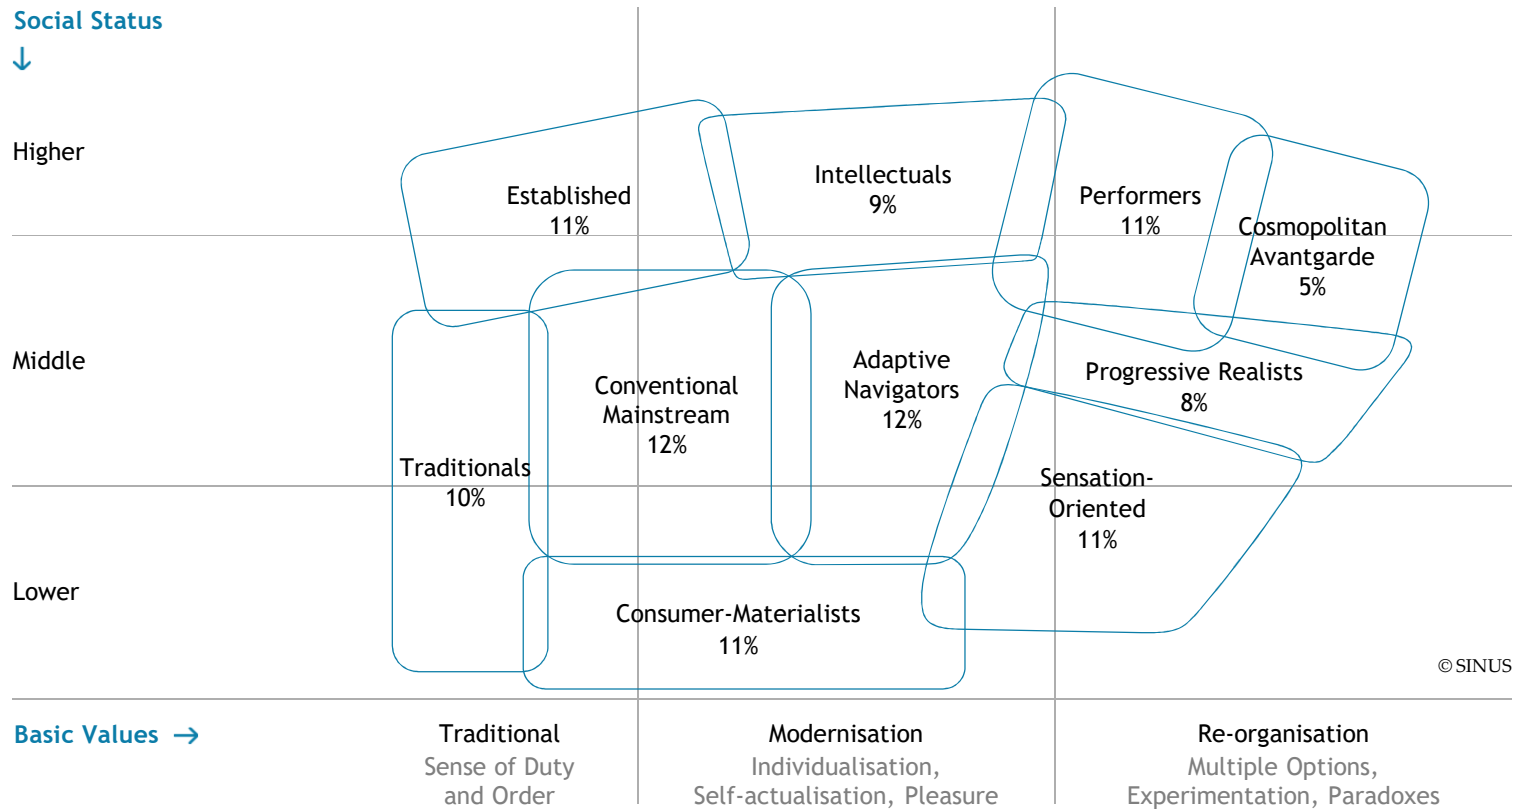 Social Status
↓
Higher
Established
11%
Intellectuals
9%
Performers
11%
Cosmopolitan
Avantgarde
5%
Middle
Conventional
Mainstream
12%
Adaptive
Navigators
12%
Progressive Realists
8%
Traditionals
10%
Sensation-
Oriented
11%
Lower
Consumer-Materialists
11%
© SINUS
Basic Values →
Traditional
Sense of Duty
and Order
Modernisation
Individualisation,
Self-actualisation, Pleasure
Re-organisation
Multiple Options,
Experimentation, Paradoxes